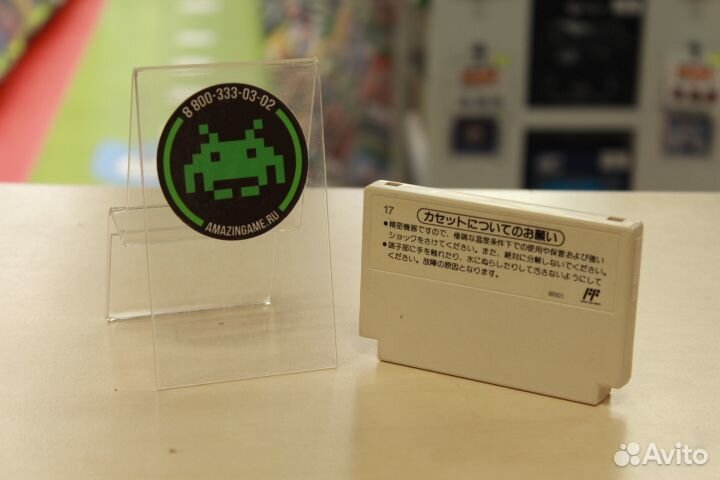 8 800-333-03-02
AMAZINGAME.RU
17
カセットについてのお願い
●精密機器ですので、極端な温度条件下での使用や保管および強い
ショックをさけてください。また、絶対に分解しないでください。
●端子部に手を触れたり、水にぬらしたりして汚さないようにして
ください。故障の原因となります。
Avito